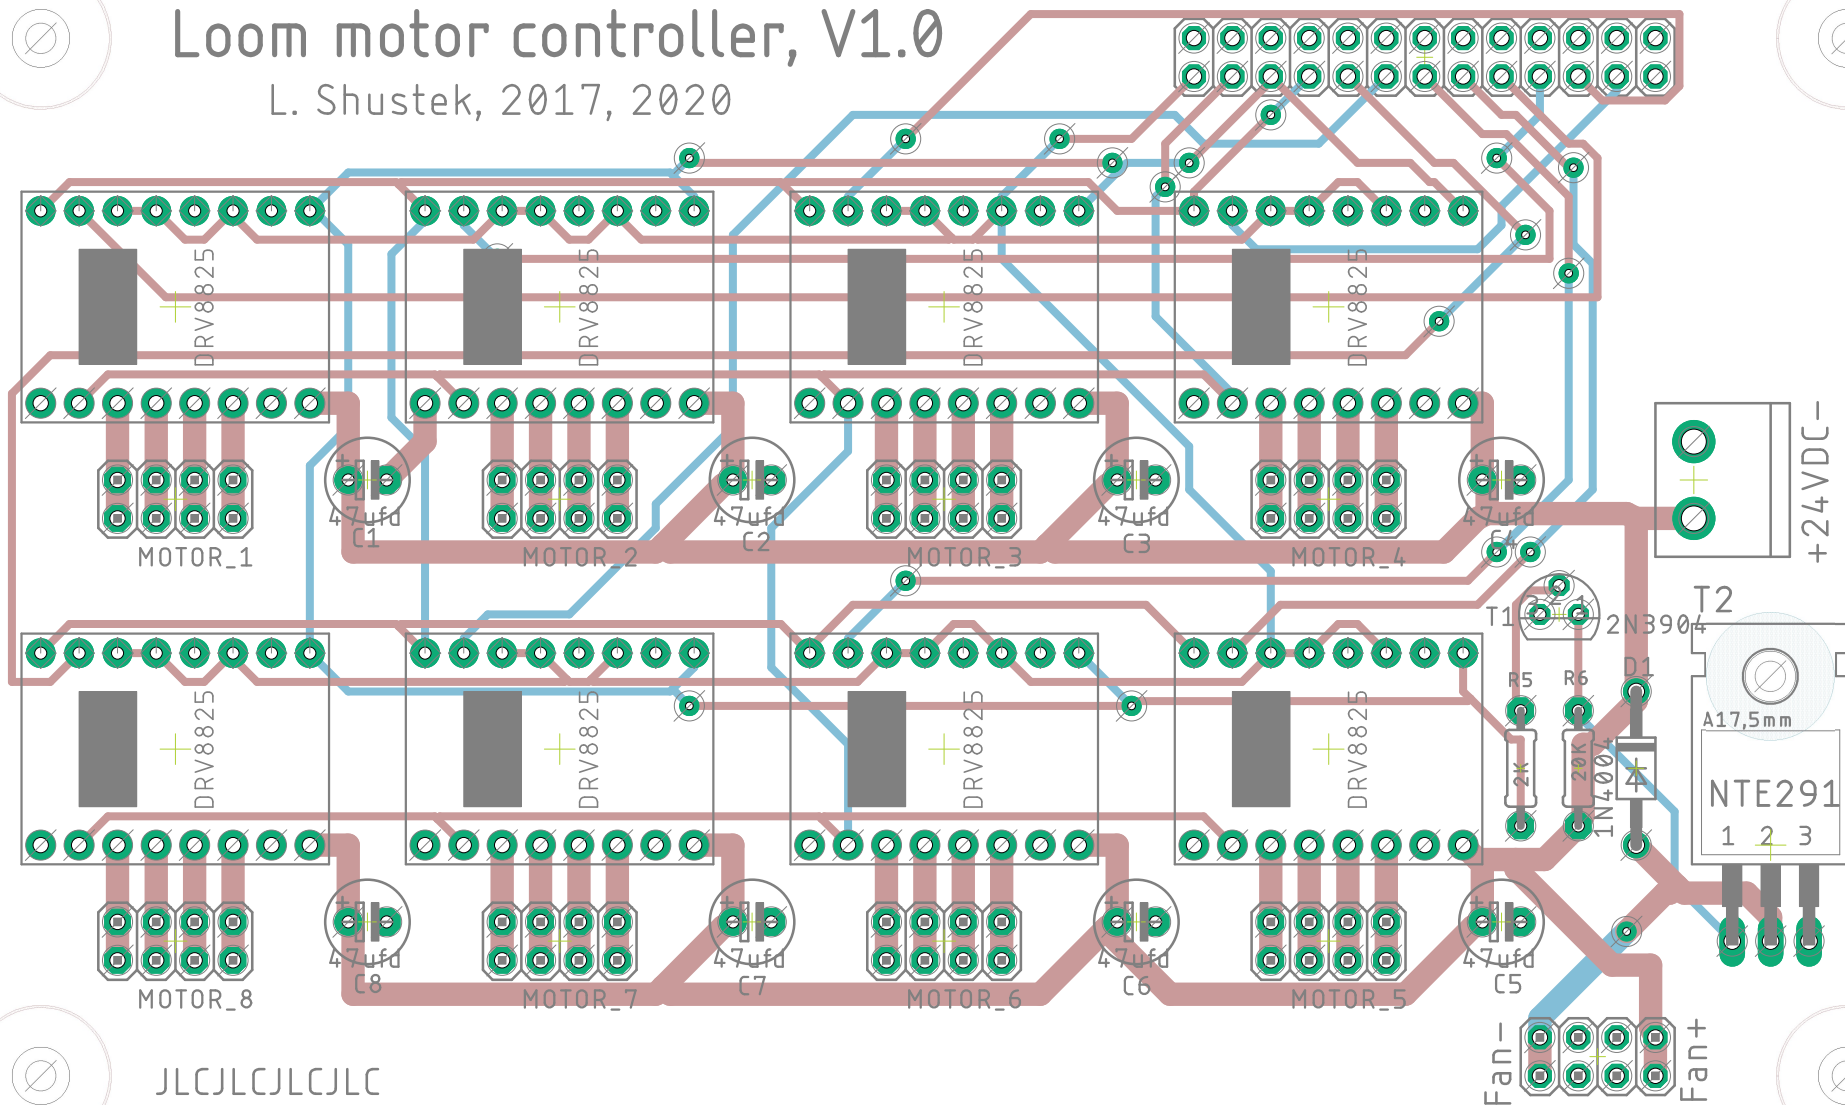 Loom motor controller, V1.0
L. Shustek, 2017, 2020
DRV8825
DRV8825
DRV8825
DRV8825
+
47ufd
C1
+
47ufd
C2
+
47ufd
C3
+
47ufd
C4
+24VDC-
MOTOR_1
MOTOR_2
MOTOR_3
MOTOR_4
T1
2N3904
T2
D1
R5
R6
A17,5mm
DRV8825
DRV8825
DRV8825
DRV8825
2K
20K
1N4004
NTE291
1 2 3
+
47ufd
C8
+
47ufd
C7
+
47ufd
C6
+
47ufd
C5
MOTOR_8
MOTOR_7
MOTOR_6
MOTOR_5
Fan-
Fan+
JLCJLCJLCJLC